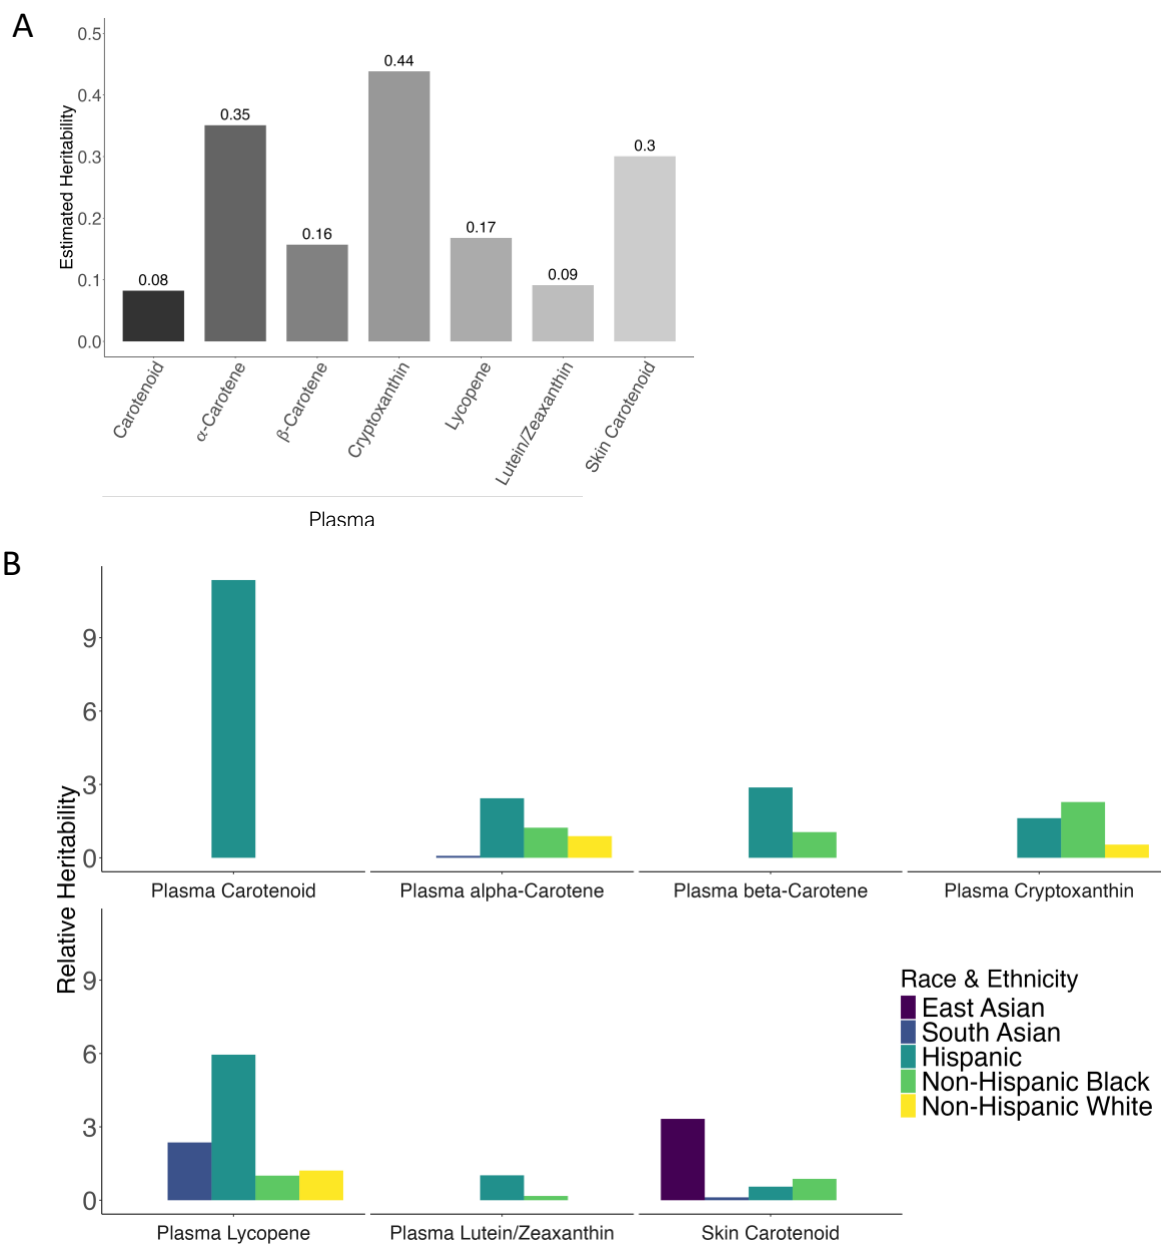 A
Estimated Heritability
0.5
0.4
0.3
0.2
0.1
0.0
0.08
0.35
0.16
0.44
0.17
0.09
0.3
Carotenoid
α-Carotene
β-Carotene
Cryptoxanthin
Lycopene
Lutein/Zeaxanthin
Skin Carotenoid
Plasma
B
Relative Heritability
9
6
3
0
Plasma Carotenoid
Plasma alpha-Carotene
Plasma beta-Carotene
Plasma Cryptoxanthin
9
6
3
0
Plasma Lycopene
Plasma Lutein/Zeaxanthin
Skin Carotenoid
Race & Ethnicity
East Asian
South Asian
Hispanic
Non-Hispanic Black
Non-Hispanic White